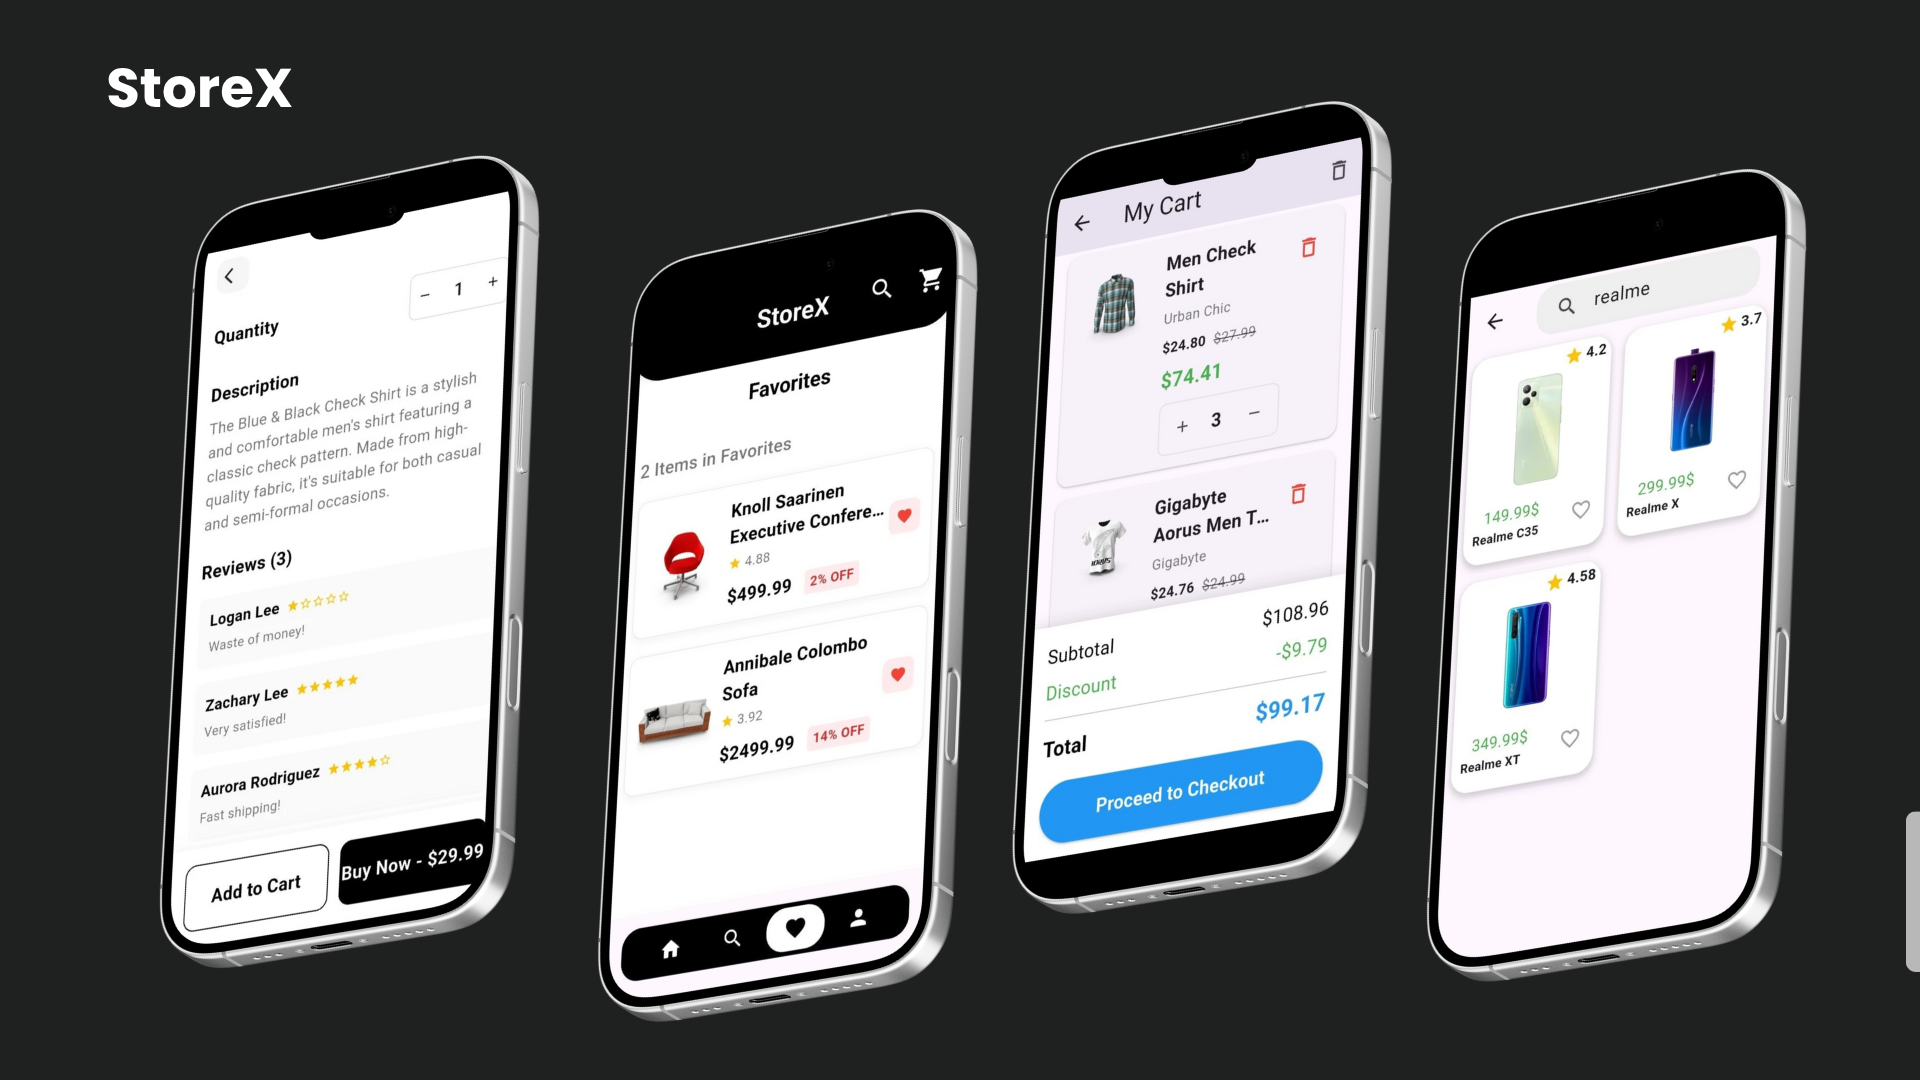 StoreX
1
Quantity
Description
The Blue & Black Check Shirt is a stylish
and comfortable men's shirt featuring a
classic check pattern. Made from high-
quality fabric, it's suitable for both casual
and semi-formal occasions.
Reviews (3)
Logan Lee
Waste of money!
Zachary Lee
Very satisfied!
Aurora Rodriguez
Fast shipping!
Add to Cart
Buy Now - $29.99
StoreX
Favorites
2 Items in Favorites
Knoll Saarinen
Executive Confere...
4.88
$499.99 2% OFF
Annibale Colombo
Sofa
3.92
$2499.99 14% OFF
My Cart
Men Check
Shirt
Urban Chic
$24.80 $27.99
$74.41
+ 3 −
Gigabyte
Aorus Men T...
Gigabyte
$24.76 $24.99
Subtotal $108.96
Discount -$9.79
Total $99.17
Proceed to Checkout
realme
4.2
149.99$
Realme C35
3.7
299.99$
Realme X
4.58
349.99$
Realme XT